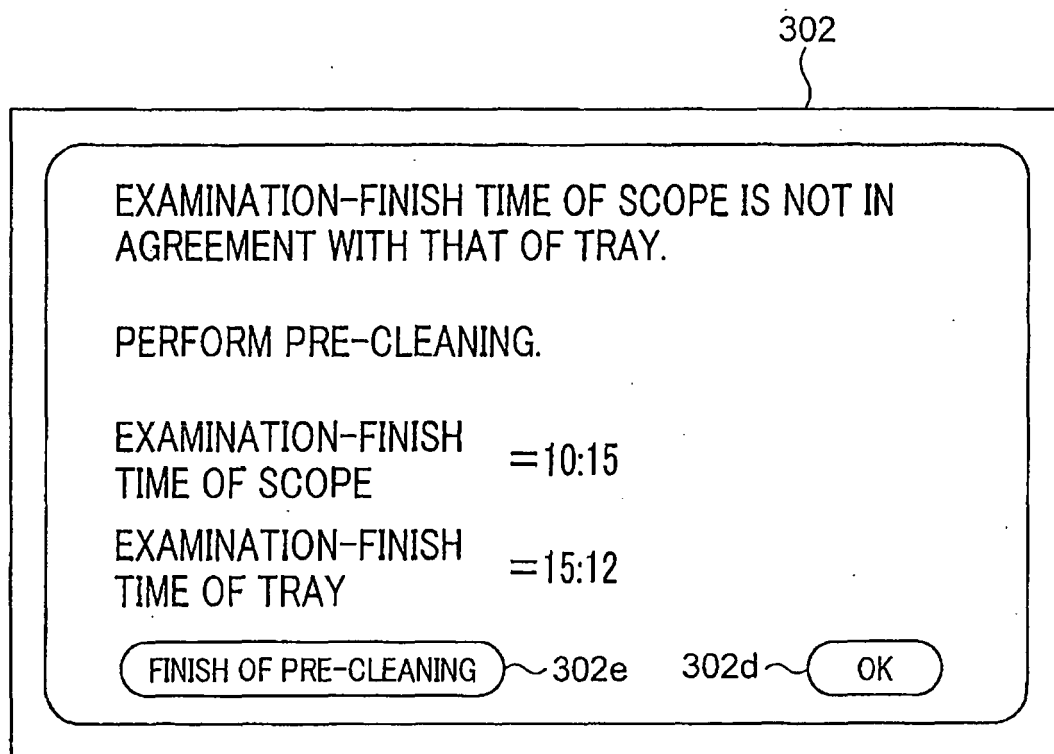 302
EXAMINATION-FINISH TIME OF SCOPE IS NOT IN
AGREEMENT WITH THAT OF TRAY.
PERFORM PRE-CLEANING.
EXAMINATION-FINISH
TIME OF SCOPE
=10:15
EXAMINATION-FINISH
TIME OF TRAY
=15:12
FINISH OF PRE-CLEANING 302e 302d OK